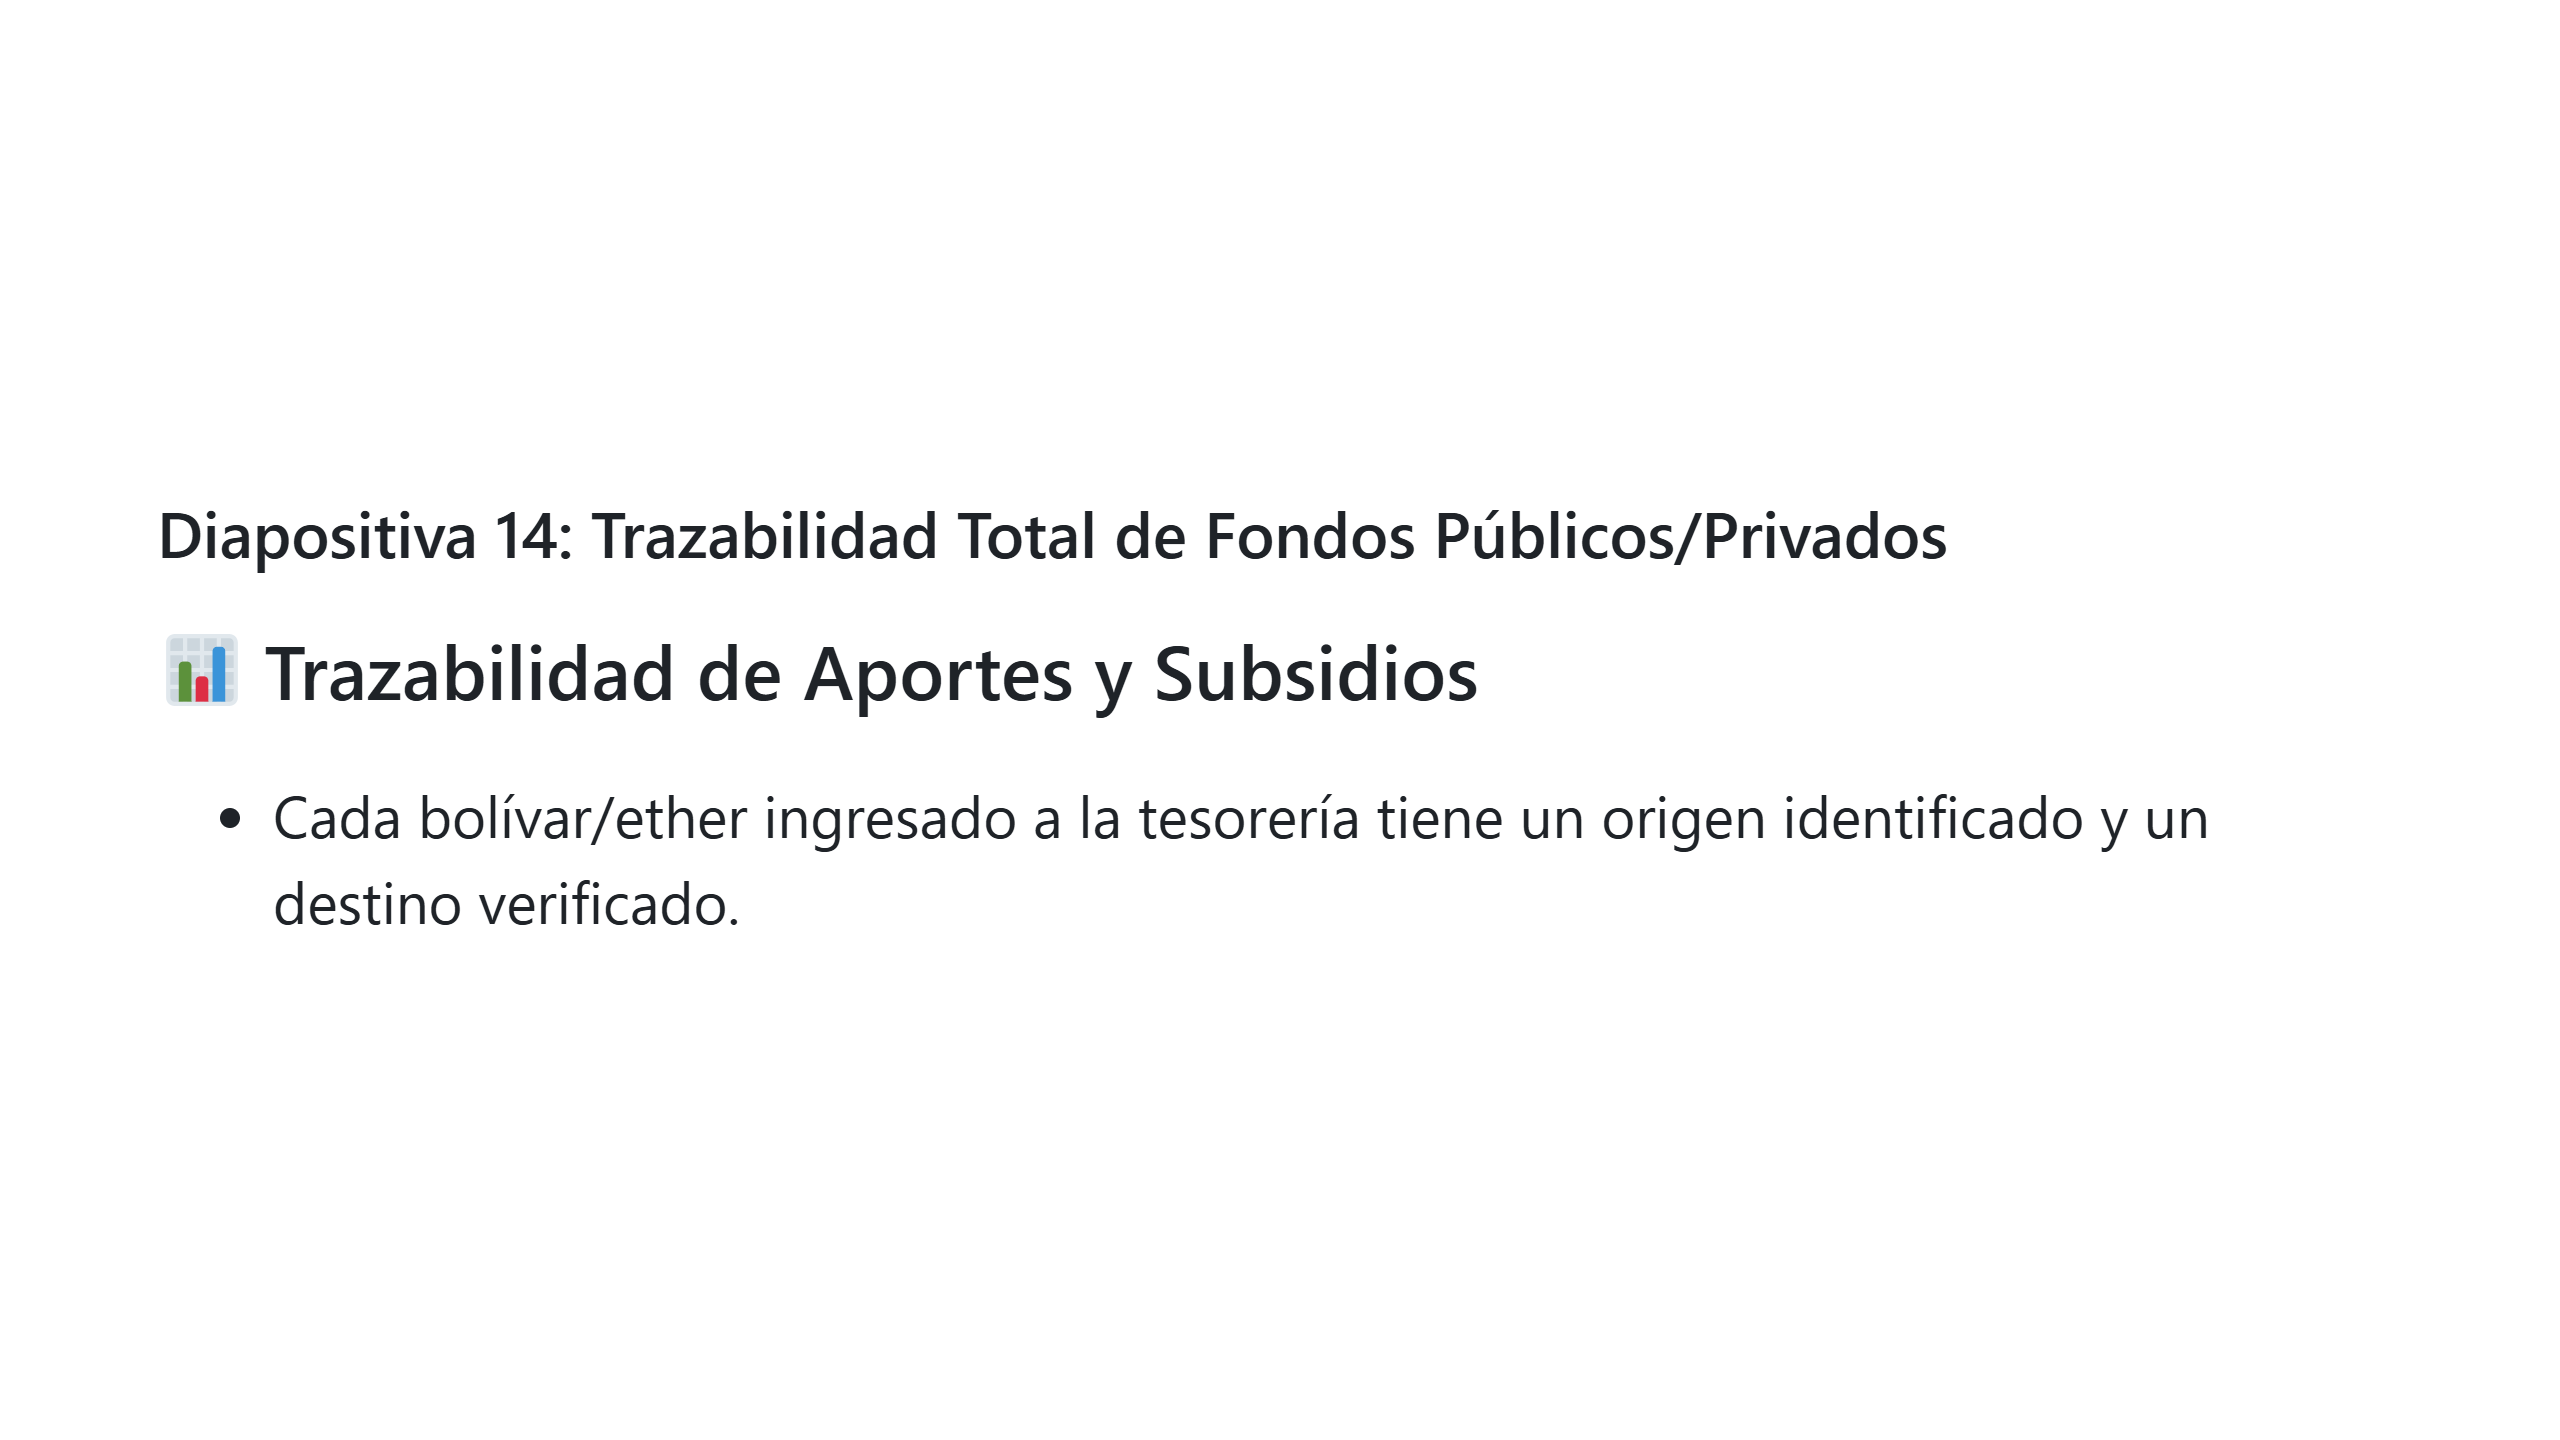 Diapositiva 14: Trazabilidad Total de Fondos Públicos/Privados
📊 Trazabilidad de Aportes y Subsidios
• Cada bolívar/ether ingresado a la tesorería tiene un origen identificado y un
destino verificado.